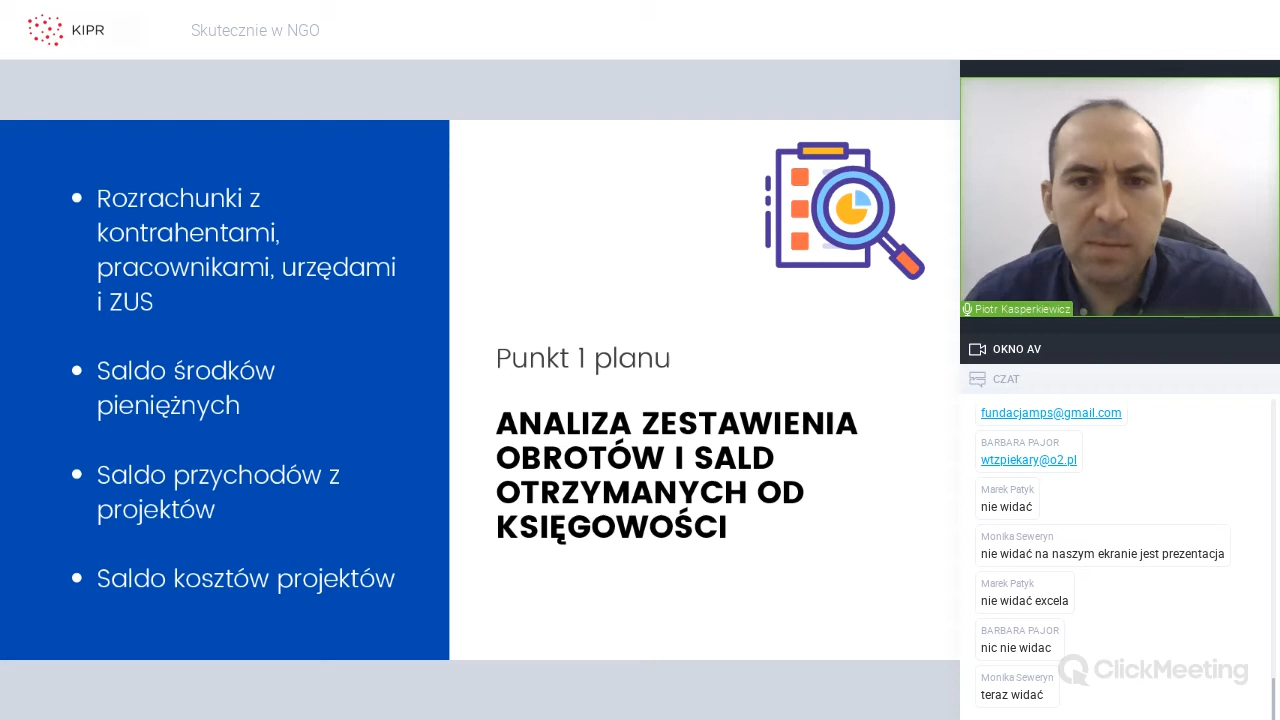 KIPR
Skutecznie w NGO
Rozrachunki z
kontrahentami,
pracownikami, urzędami
i ZUS
Saldo środków
pieniężnych
Saldo przychodów z
projektów
Saldo kosztów projektów
Punkt 1 planu
ANALIZA ZESTAWIENIA
OBROTÓW I SALD
OTRZYMANYCH OD
KSIĘGOWOŚCI
Piotr Kasperkiewicz
OKNO AV
CZAT
fundacjamps@gmail.com
BARBARA PAJOR
wtzpiekary@o2.pl
Marek Patyk
nie widać
Monika Seweryn
nie widać na naszym ekranie jest prezentacja
Marek Patyk
nie widać excela
BARBARA PAJOR
nic nie widac
Monika Seweryn
teraz widać
ClickMeeting